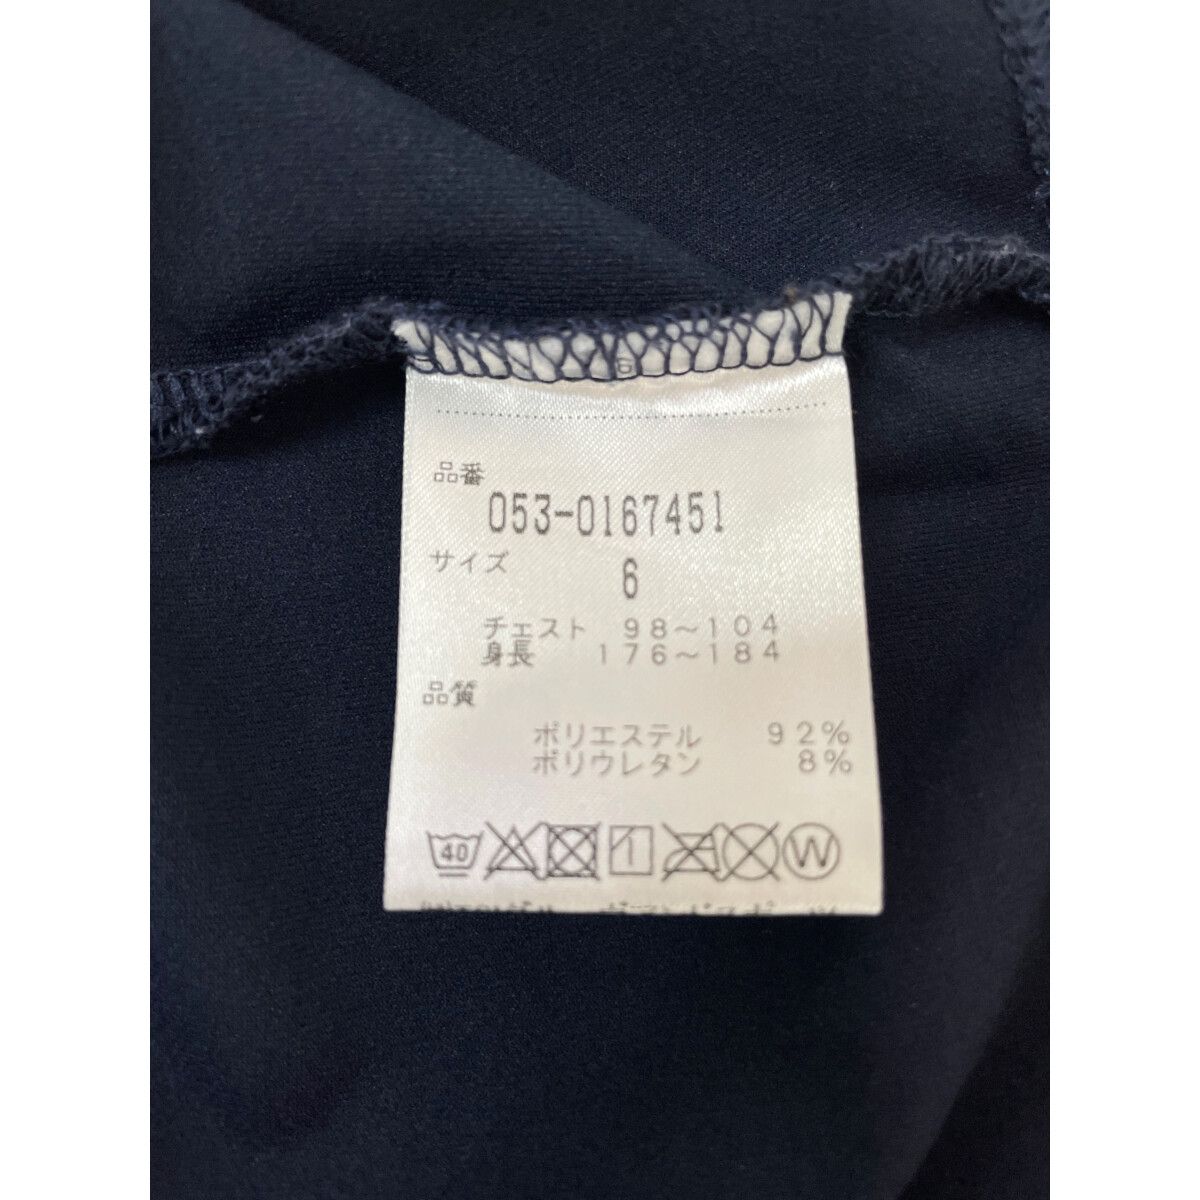 品番
053-0167451
サイズ 6
チェスト 98～104
身長 176～184
品質
ポリエステル 92%
ポリウレタン 8%
40 W